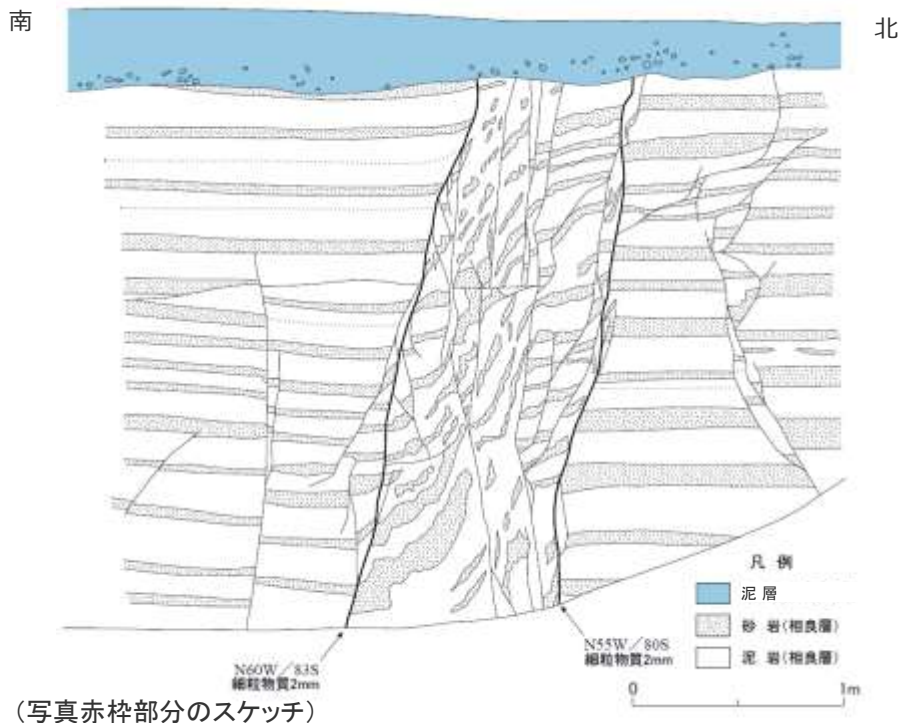 南
北
凡 例
泥 層
砂 岩(相良層)
泥 岩(相良層)
N60W/83S
細粒物質2mm
N55W/80S
細粒物質2mm
0 1m
(写真赤枠部分のスケッチ)